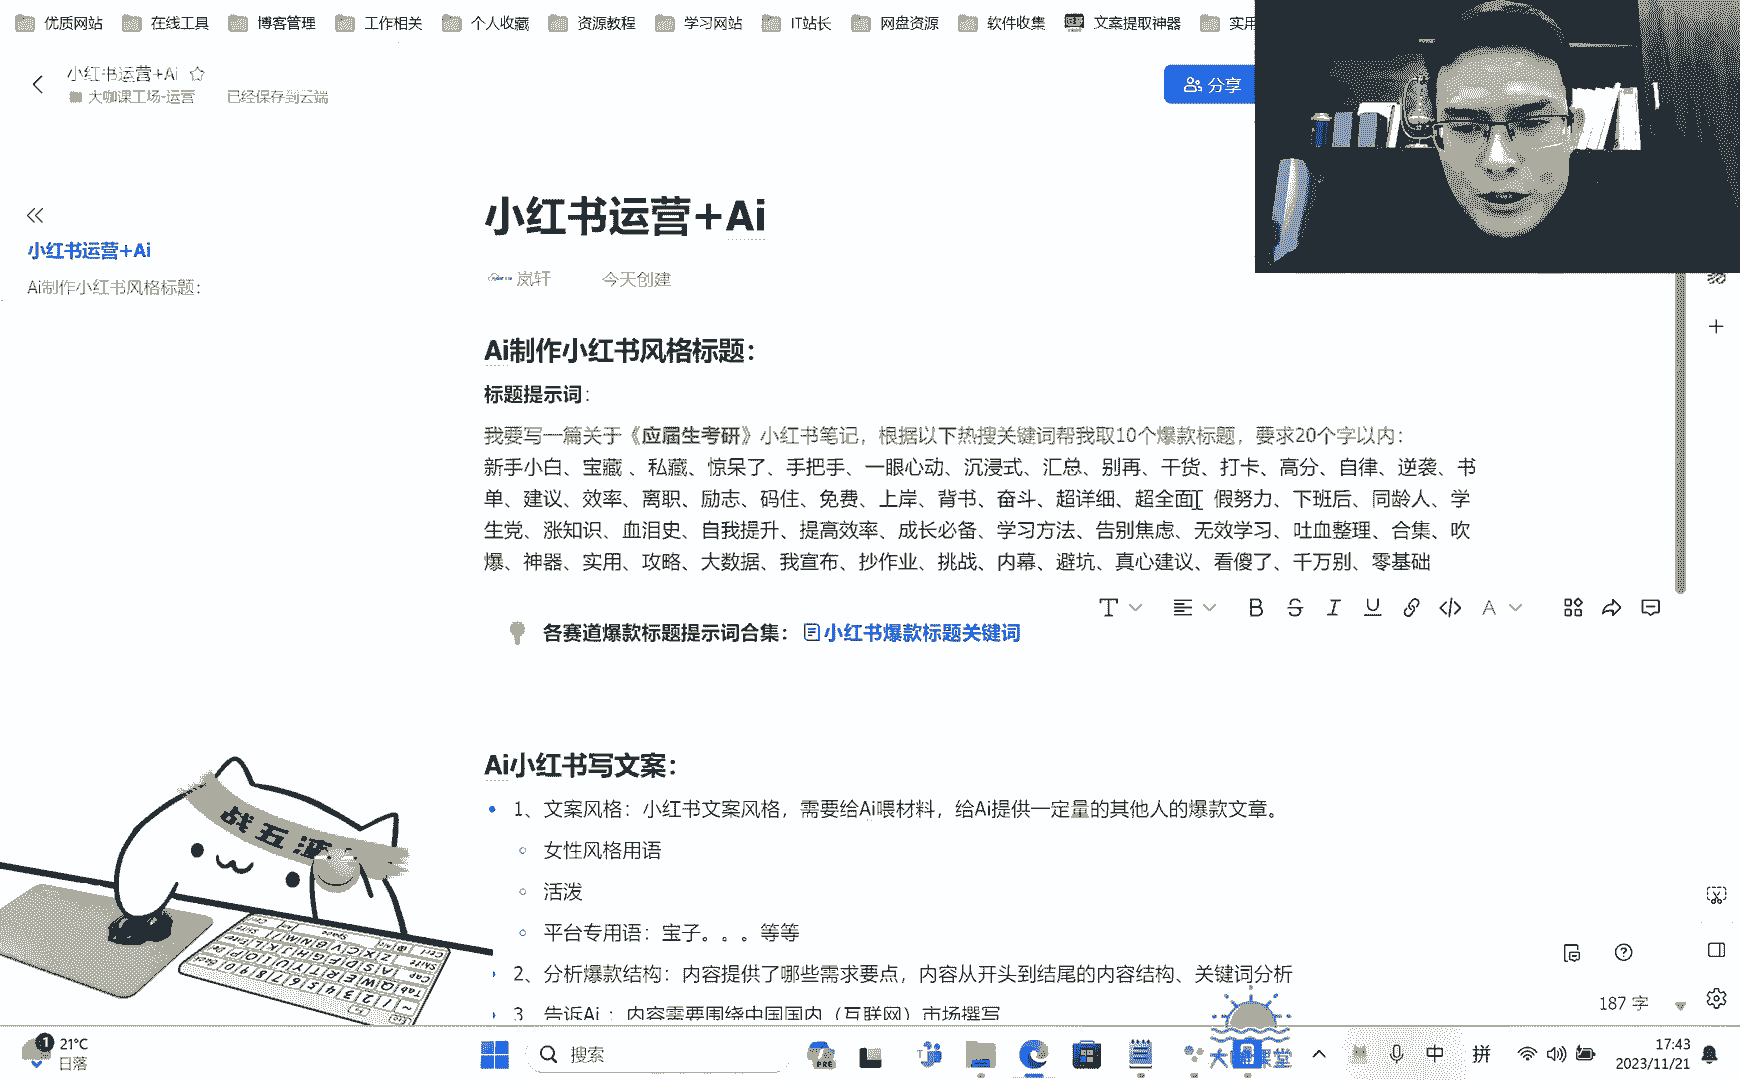 优质网站 在线工具 博客管理 工作相关 个人收藏 资源教程 学习网站 IT站长 网盘资源 软件收集 文案提取神器 实用
小红书运营+Ai
大咖课工场-运营 已经保存到云端
分享
小红书运营+Ai
小红书运营+Ai
岚轩 今天创建
Ai制作小红书风格标题：
Ai制作小红书风格标题：
标题提示词：
我要写一篇关于《应届生考研》小红书笔记，根据以下热搜关键词帮我取10个爆款标题，要求20个字以内：
新手小白、宝藏 、私藏、惊呆了、手把手、一眼心动、沉浸式、汇总、别再、干货、打卡、高分、自律、逆袭、书
单、建议、效率、离职、励志、码住、免费、上岸、背书、奋斗、超详细、超全面 假努力、下班后、同龄人、学
生党、涨知识、血泪史、自我提升、提高效率、成长必备、学习方法、告别焦虑、无效学习、吐血整理、合集、吹
爆、神器、实用、攻略、大数据、我宣布、抄作业、挑战、内幕、避坑、真心建议、看傻了、千万别、零基础
各赛道爆款标题提示词合集： 小红书爆款标题关键词
Ai小红书写文案：
1、文案风格：小红书文案风格，需要给Ai喂材料，给Ai提供一定量的其他人的爆款文章。
女性风格用语
活泼
平台专用语：宝子。。。等等
2、分析爆款结构：内容提供了哪些需求要点，内容从开头到结尾的内容结构、关键词分析
3 告诉Ai ：内容需要围绕中国国内（互联网）市场撰写
战五渣
187 字
1 21°C
日落
搜索
PRE
中 拼
17:43
2023/11/21